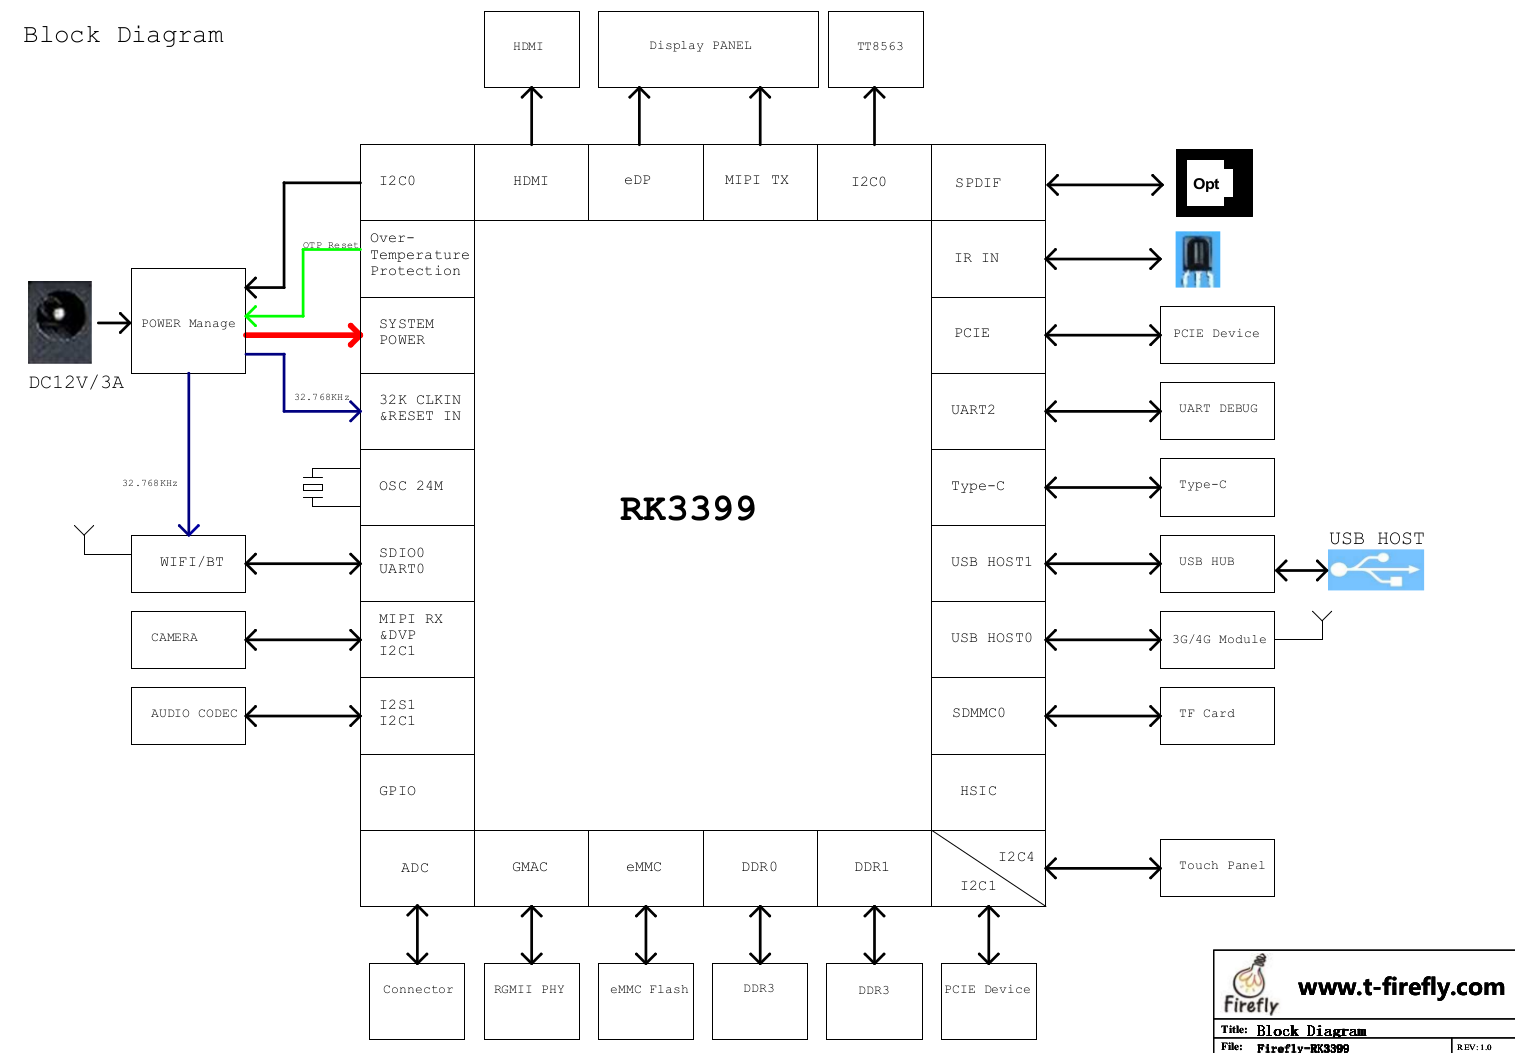 Block Diagram
HDMI
Display PANEL
TT8563
I2C0
HDMI
eDP
MIPI TX
I2C0
SPDIF
Opt
OTP Reset
Over-
Temperature
Protection
IR IN
POWER Manage
SYSTEM
POWER
PCIE
PCIE Device
DC12V/3A
32.768KHz
32K CLKIN
&RESET IN
UART2
UART DEBUG
32.768KHz
OSC 24M
RK3399
Type-C
Type-C
WIFI/BT
SDIO0
UART0
USB HOST1
USB HUB
USB HOST
CAMERA
MIPI RX
&DVP
I2C1
USB HOST0
3G/4G Module
AUDIO CODEC
I2S1
I2C1
SDMMC0
TF Card
GPIO
HSIC
ADC
GMAC
eMMC
DDR0
DDR1
I2C4
I2C1
Touch Panel
Connector
RGMII PHY
eMMC Flash
DDR3
DDR3
PCIE Device
Firefly
www.t-firefly.com
Title: Block Diagram
File: Firefly-RK3399
REV:1.0